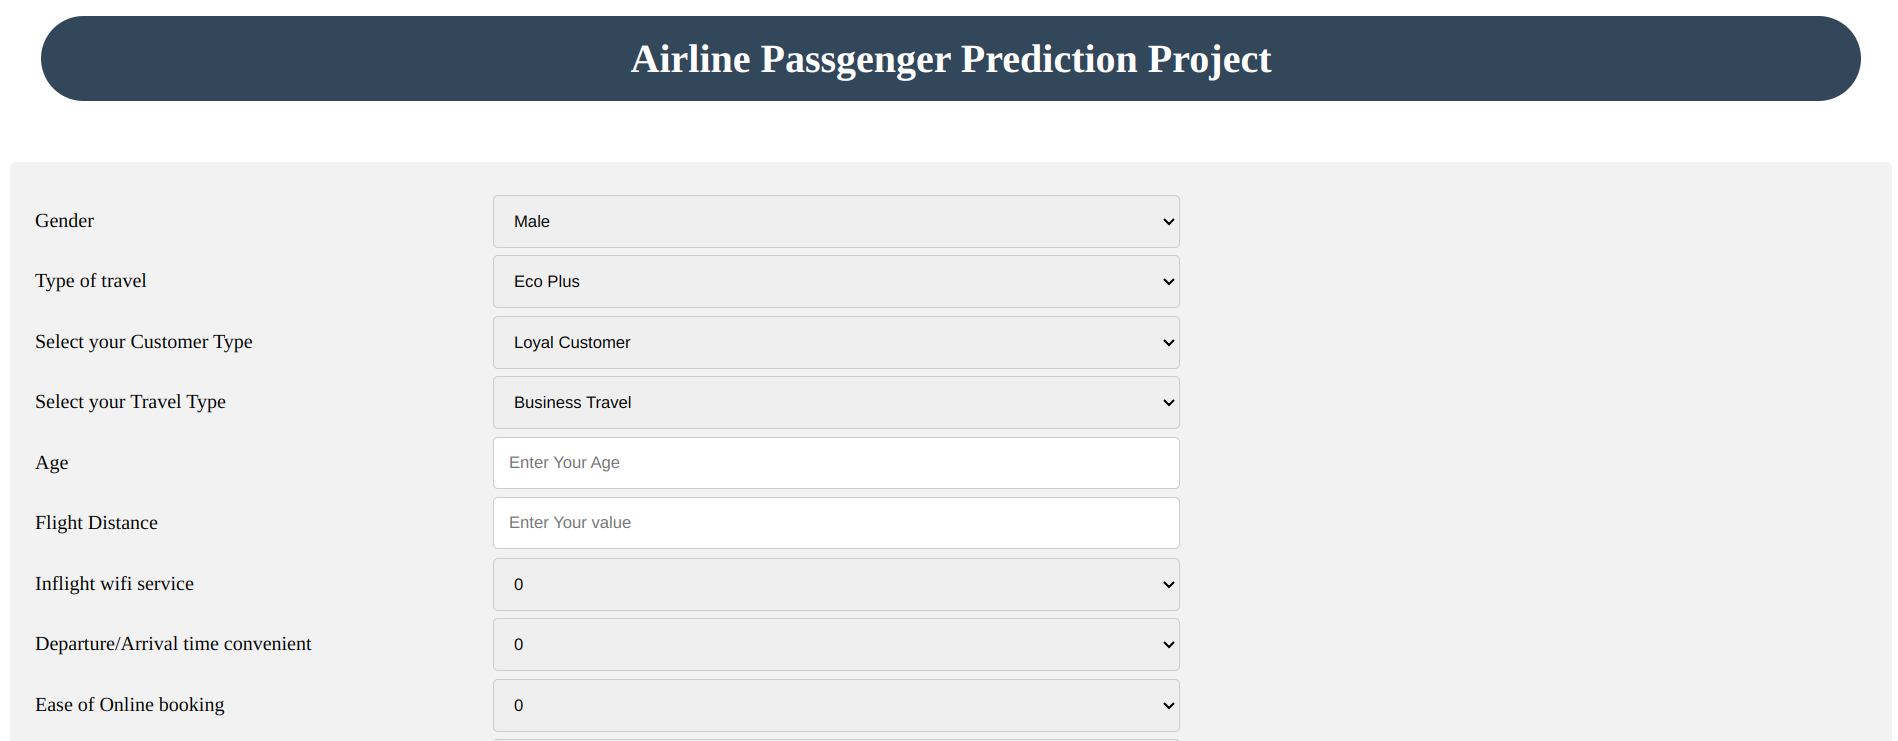 Airline Passgenger Prediction Project
Gender Male
Type of travel Eco Plus
Select your Customer Type Loyal Customer
Select your Travel Type Business Travel
Age Enter Your Age
Flight Distance Enter Your value
Inflight wifi service 0
Departure/Arrival time convenient 0
Ease of Online booking 0